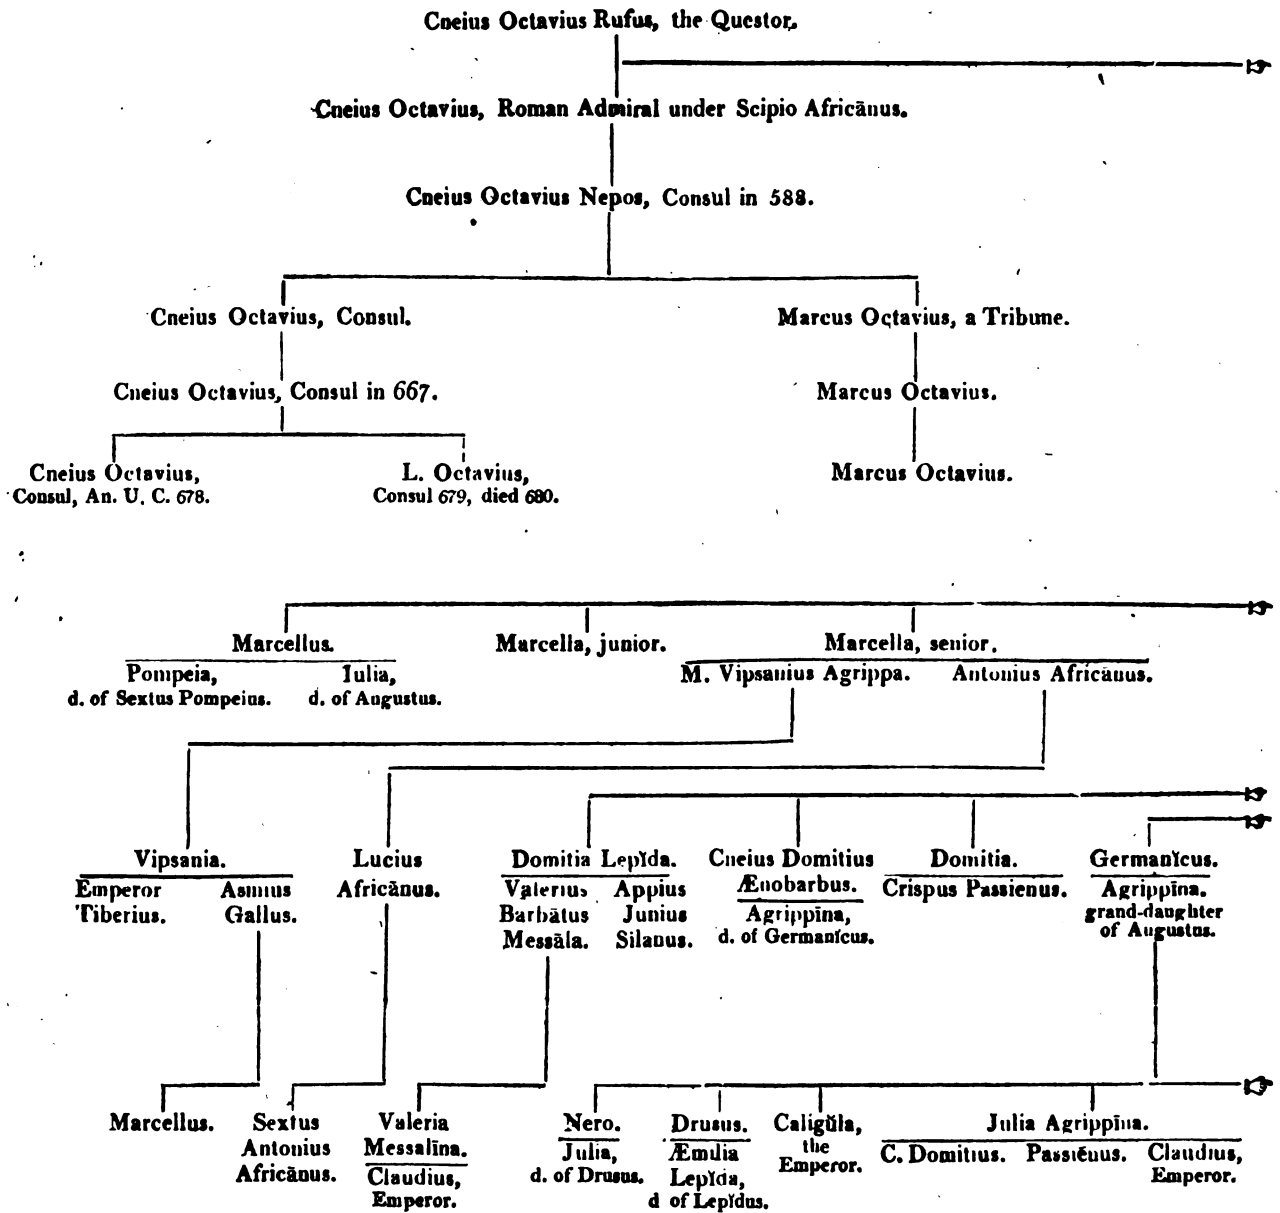 Cneius Octavius Rufus, the Questor.
Cneius Octavius, Roman Admiral under Scipio Africānus.
Cneius Octavius Nepos, Consul in 588.
Cneius Octavius, Consul.
Marcus Octavius, a Tribune.
Cneius Octavius, Consul in 667.
Marcus Octavius.
Cneius Octavius,
Consul, An. U. C. 678.
L. Octavius,
Consul 679, died 680.
Marcus Octavius.
Marcellus.
Marcella, junior.
Marcella, senior.
Pompeia,
d. of Sextus Pompeius.
Iulia,
d. of Augustus.
M. Vipsanius Agrippa.
Antonius Africānus.
Vipsania.
Emperor
Tiberius.
Asinius
Gallus.
Lucius
Africānus.
Domitia Lepĭda.
Valerius
Barbātus
Messāla.
Appius
Junius
Silanus.
Cneius Domitius
Ænobarbus.
Agrippīna,
d. of Germanĭcus.
Domitia.
Crispus Passienus.
Germanĭcus.
Agrippīna.
grand-daughter
of Augustus.
Marcellus.
Sextus
Antonius
Africānus.
Valeria
Messalīna.
Claudius,
Emperor.
Nero.
Julia,
d. of Drusus.
Drusus.
Æmilia
Lepĭda,
d of Lepĭdus.
Caligŭla,
the
Emperor.
Julia Agrippīna.
C. Domitius.
Passiēnus.
Claudius,
Emperor.